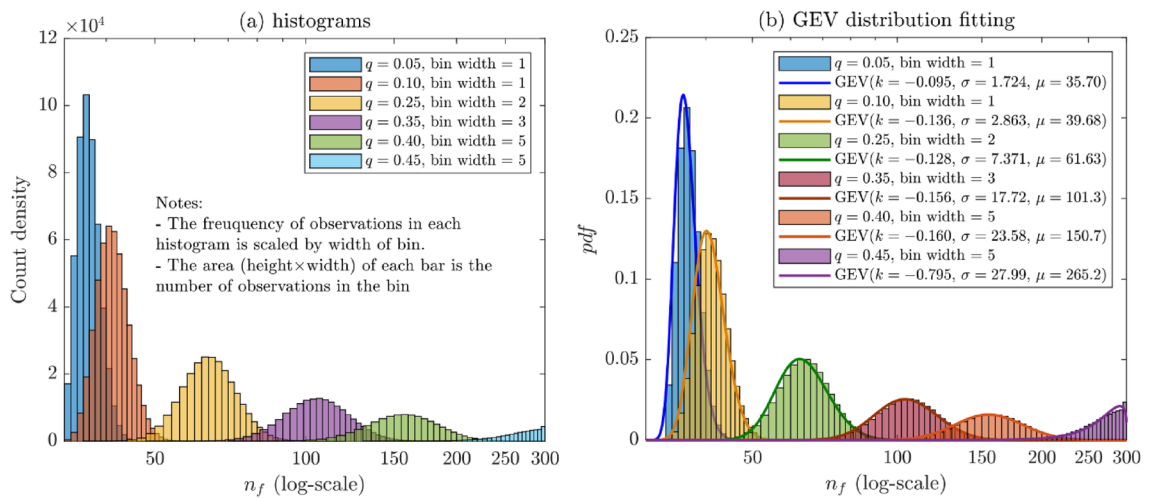 (a) histograms
×10⁴
12
10
8
6
4
2
0
Count density
50
100
150
200
250
300
n_f (log-scale)
q = 0.05, bin width = 1
q = 0.10, bin width = 1
q = 0.25, bin width = 2
q = 0.35, bin width = 3
q = 0.40, bin width = 5
q = 0.45, bin width = 5
Notes:
- The freuquency of observations in each
histogram is scaled by width of bin.
- The area (height×width) of each bar is the
number of observations in the bin
(b) GEV distribution fitting
0.25
0.2
0.15
0.1
0.05
0
pdf
50
100
150
200
250
300
n_f (log-scale)
q = 0.05, bin width = 1
GEV(k = −0.095, σ = 1.724, μ = 35.70)
q = 0.10, bin width = 1
GEV(k = −0.136, σ = 2.863, μ = 39.68)
q = 0.25, bin width = 2
GEV(k = −0.128, σ = 7.371, μ = 61.63)
q = 0.35, bin width = 3
GEV(k = −0.156, σ = 17.72, μ = 101.3)
q = 0.40, bin width = 5
GEV(k = −0.160, σ = 23.58, μ = 150.7)
q = 0.45, bin width = 5
GEV(k = −0.795, σ = 27.99, μ = 265.2)